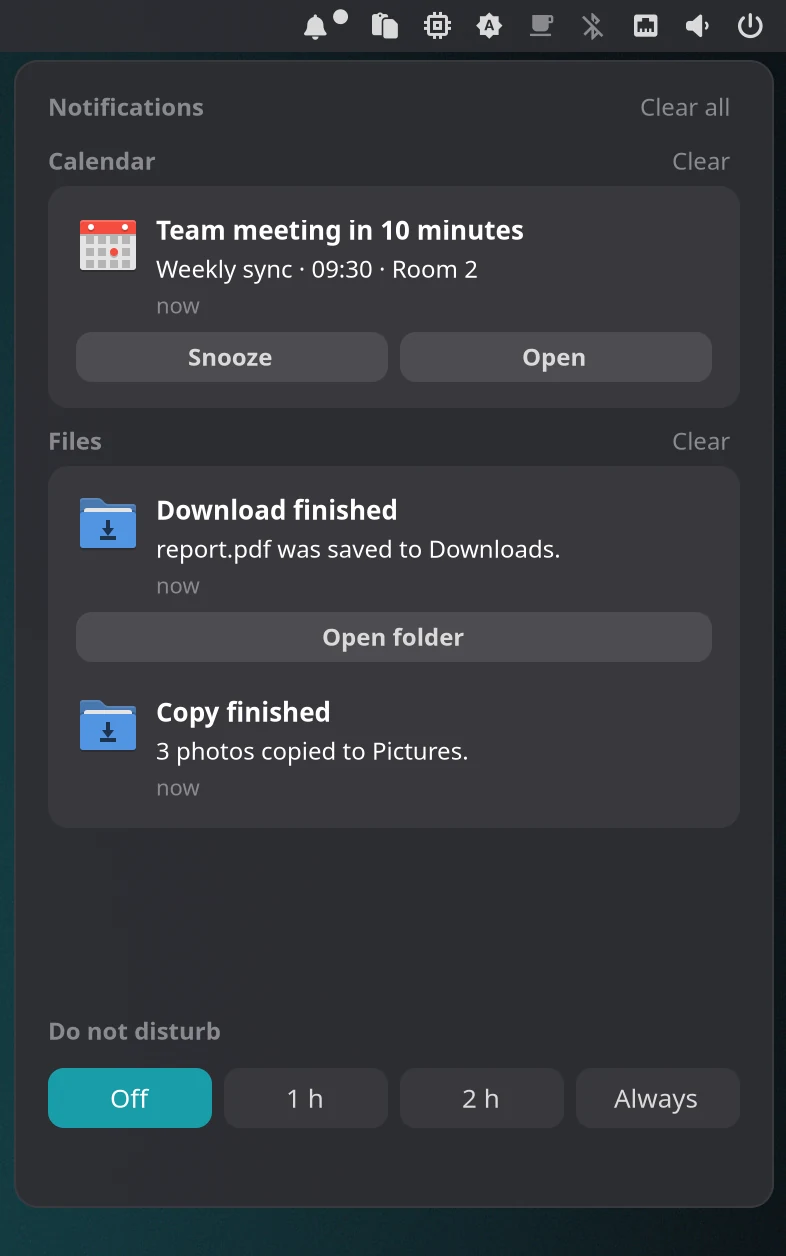 Notifications Clear all
Calendar Clear
Team meeting in 10 minutes
Weekly sync · 09:30 · Room 2
now
Snooze Open
Files Clear
Download finished
report.pdf was saved to Downloads.
now
Open folder
Copy finished
3 photos copied to Pictures.
now
Do not disturb
Off 1 h 2 h Always